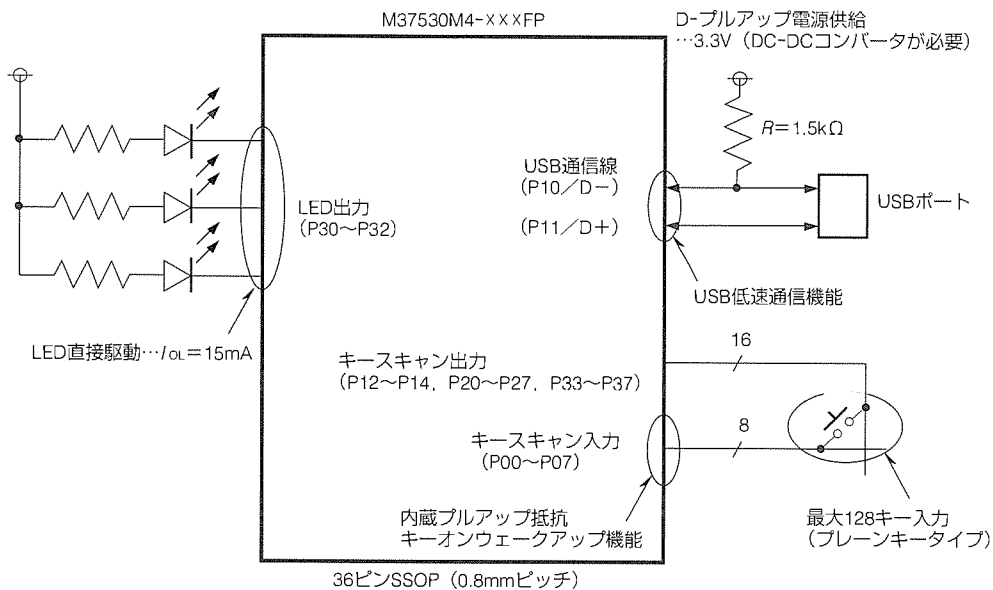 M37530M4-×××FP
D-プルアップ電源供給
…3.3V（DC-DCコンバータが必要）
R=1.5kΩ
USB通信線
（P10／D−）
（P11／D+）
USBポート
LED出力
（P30～P32）
USB低速通信機能
LED直接駆動…IOL=15mA
キースキャン出力
（P12～P14，P20～P27，P33～P37）
16
キースキャン入力
（P00～P07）
8
内蔵プルアップ抵抗
キーオンウェークアップ機能
最大128キー入力
（プレーンキータイプ）
36ピンSSOP（0.8mmピッチ）